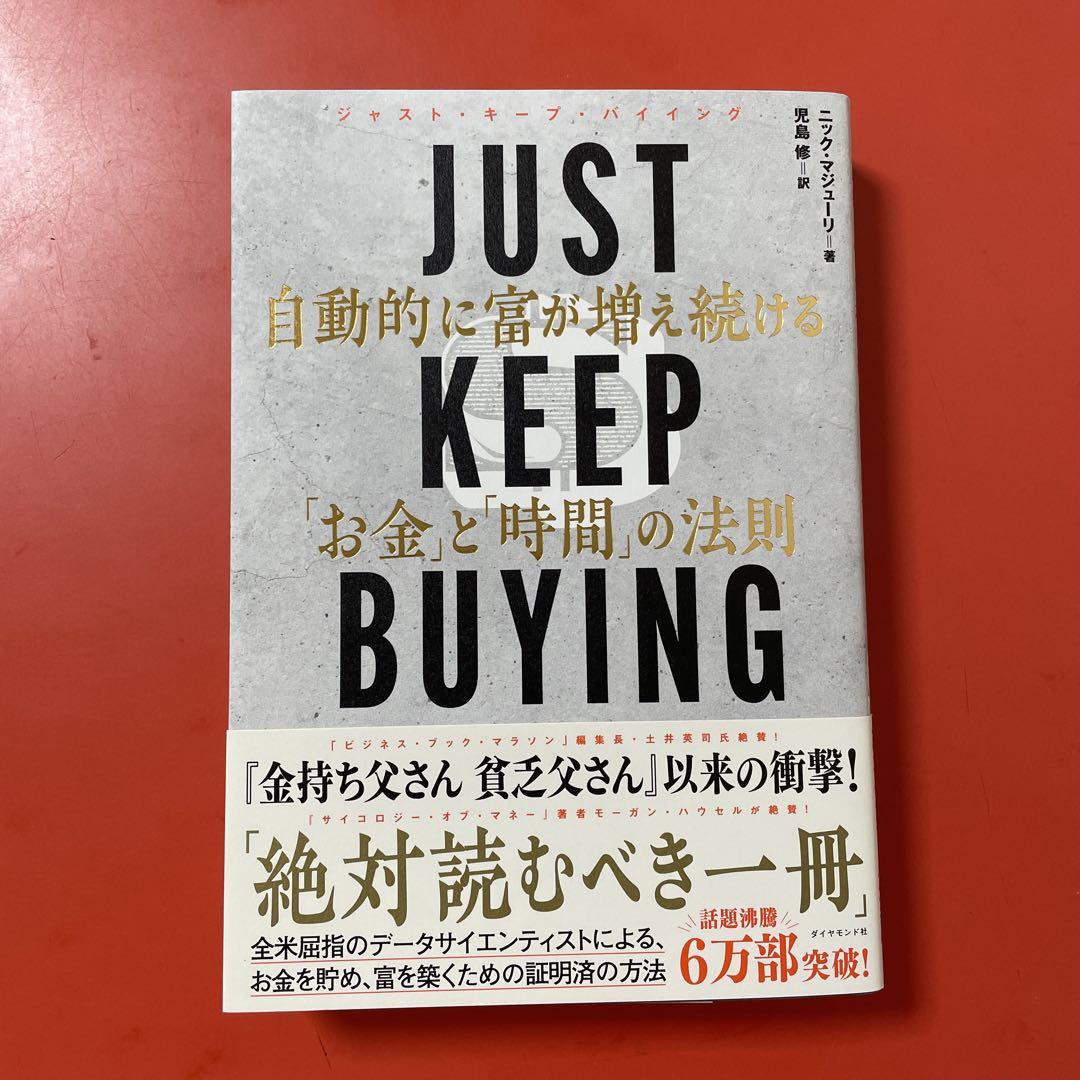 ジャスト・キープ・バイイング
ニック・マジューリ=著
児島 修=訳
JUST
自動的に富が増え続ける
KEEP
「お金」と「時間」の法則
BUYING
「ビジネス・ブック・マラソン」編集長・土井英司氏絶賛!
『金持ち父さん 貧乏父さん』以来の衝撃!
『サイコロジー・オブ・マネー』著者モーガン・ハウセルが絶賛!
「絶対読むべき一冊」
全米屈指のデータサイエンティストによる、
お金を貯め、富を築くための証明済の方法
話題沸騰
6万部突破!
ダイヤモンド社